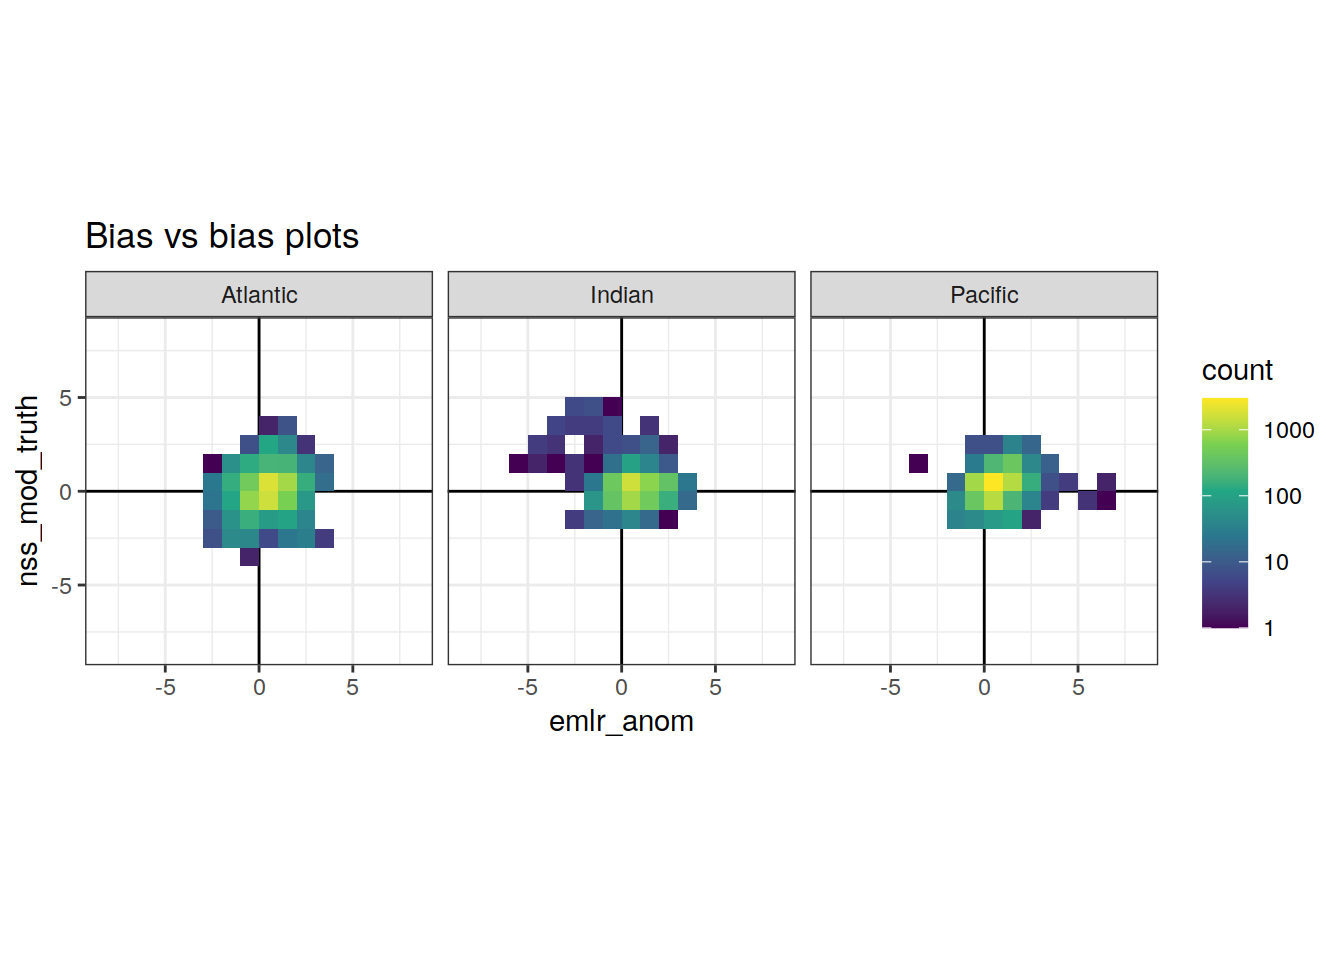 Bias vs bias plots
Atlantic Indian Pacific
nss_mod_truth
5
0
-5
-5 0 5 -5 0 5 -5 0 5
emlr_anom
count
1000
100
10
1